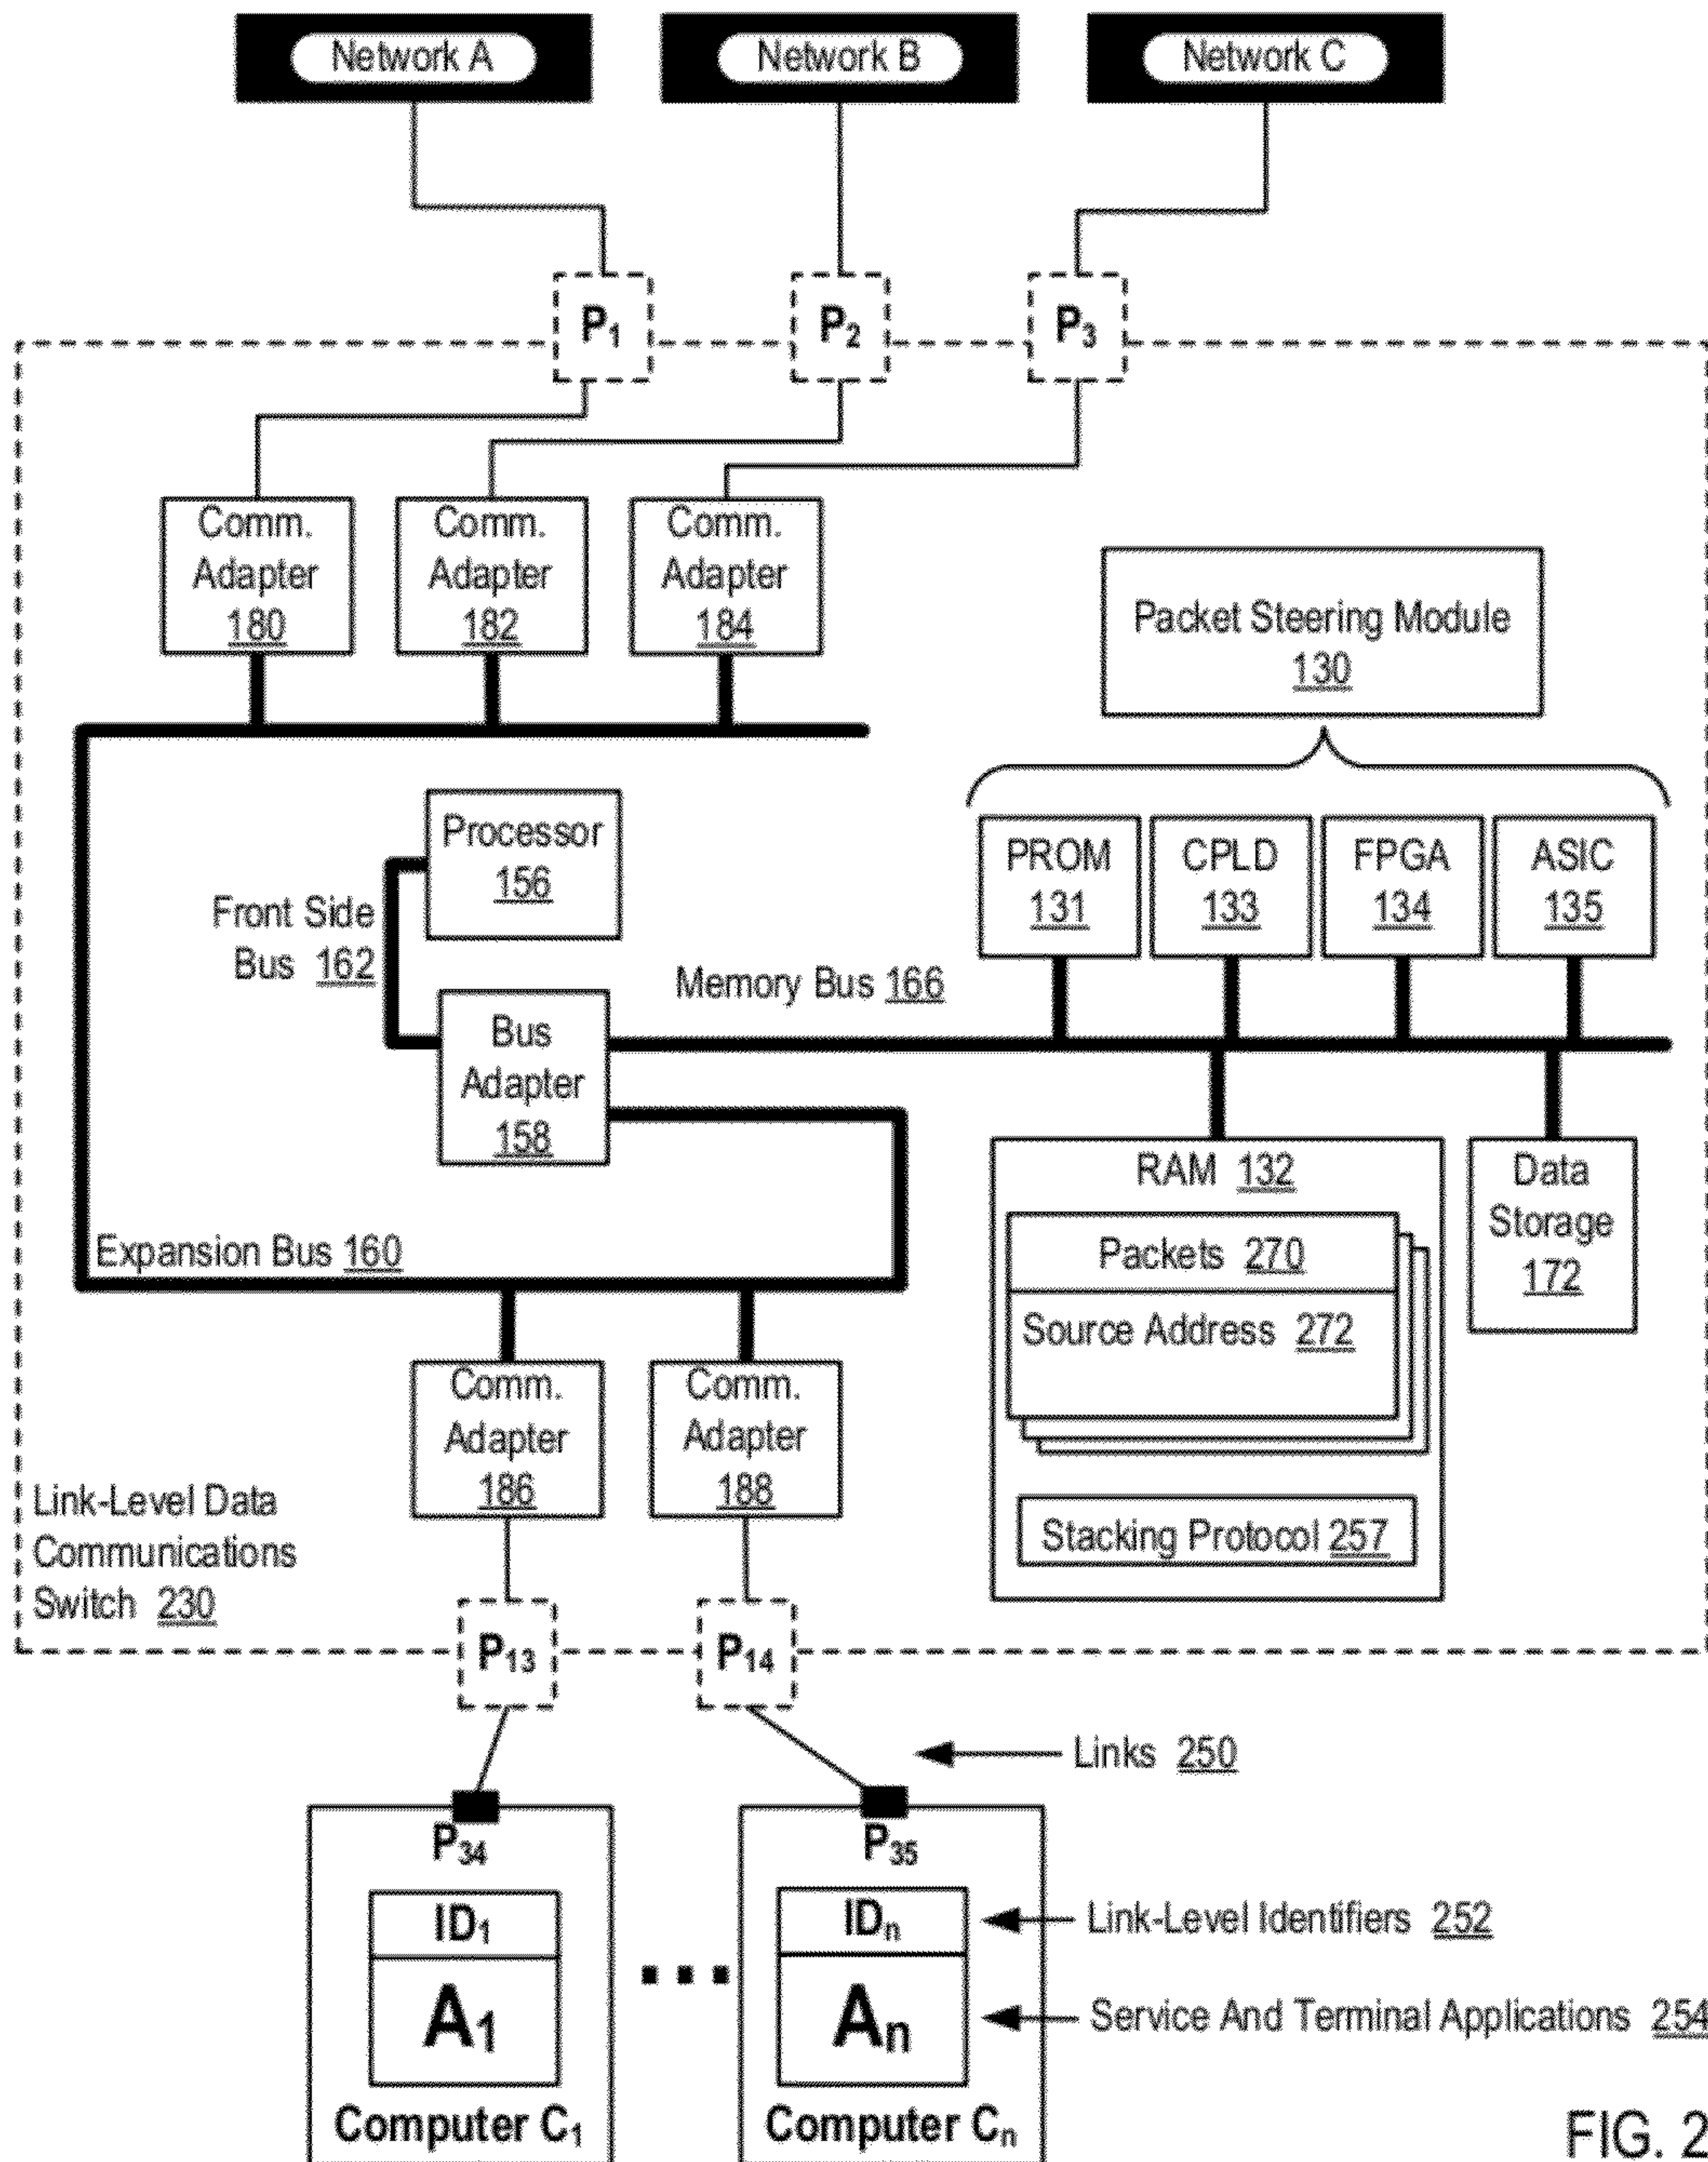 Network A
Network B
Network C
P1
P2
P3
Comm.
Adapter
180
Comm.
Adapter
182
Comm.
Adapter
184
Packet Steering Module
130
Processor
156
PROM
131
CPLD
133
FPGA
134
ASIC
135
Front Side
Bus 162
Memory Bus 166
Bus
Adapter
158
RAM 132
Packets 270
Source Address 272
Stacking Protocol 257
Data
Storage
172
Expansion Bus 160
Comm.
Adapter
186
Comm.
Adapter
188
Link-Level Data
Communications
Switch 230
P13
P14
Links 250
P34
P35
ID1
IDn
Link-Level Identifiers 252
A1
An
Service And Terminal Applications 254
Computer C1
Computer Cn
FIG. 2